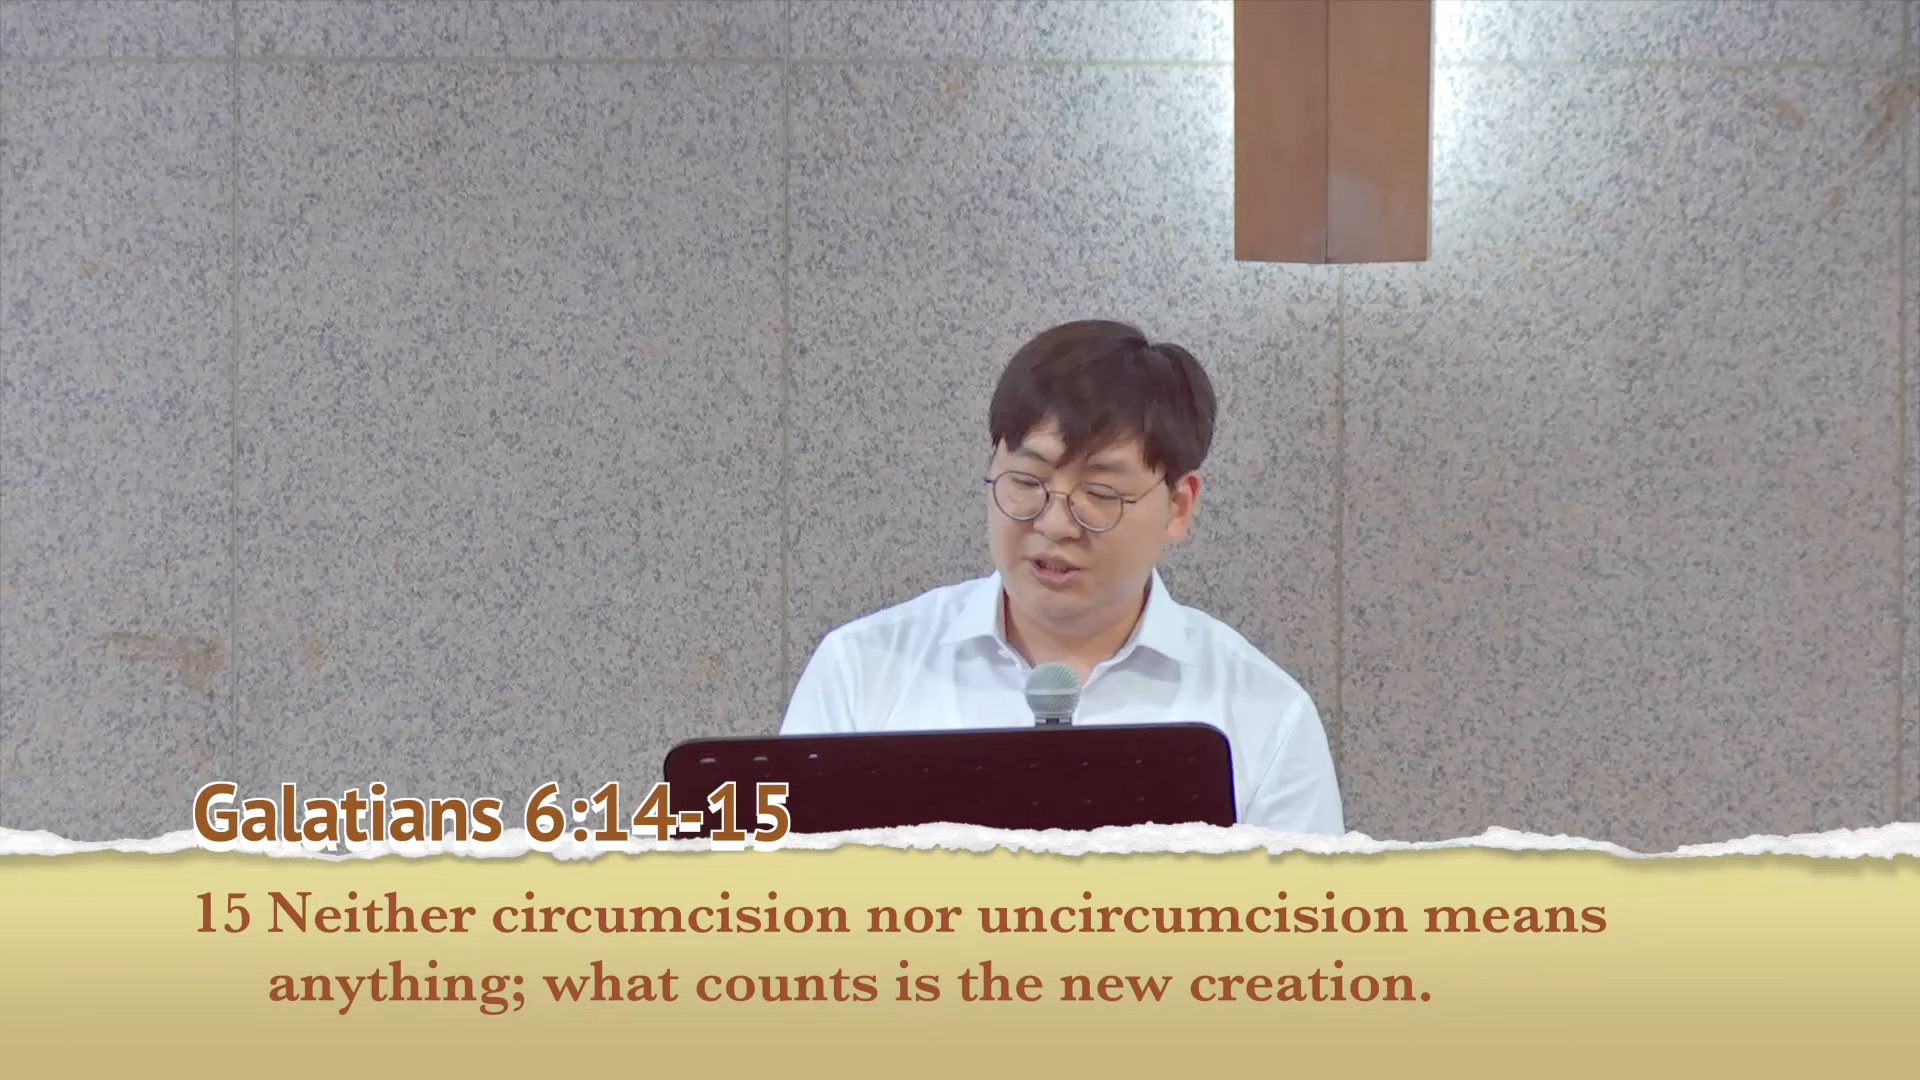 Galatians 6:14-15
15 Neither circumcision nor uncircumcision means
anything; what counts is the new creation.